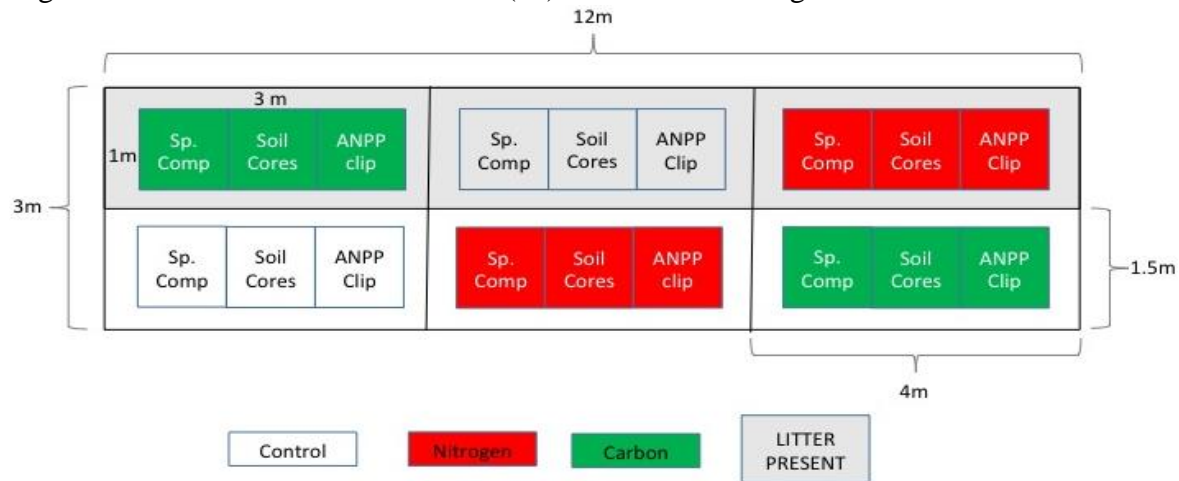 12m
3 m
1m
Sp.
Comp
Soil
Cores
ANPP
clip
Sp.
Comp
Soil
Cores
ANPP
Clip
Sp.
Comp
Soil
Cores
ANPP
Clip
3m
Sp.
Comp
Soil
Cores
ANPP
Clip
Sp.
Comp
Soil
Cores
ANPP
clip
Sp.
Comp
Soil
Cores
ANPP
Clip
1.5m
4m
Control
Nitrogen
Carbon
LITTER
PRESENT